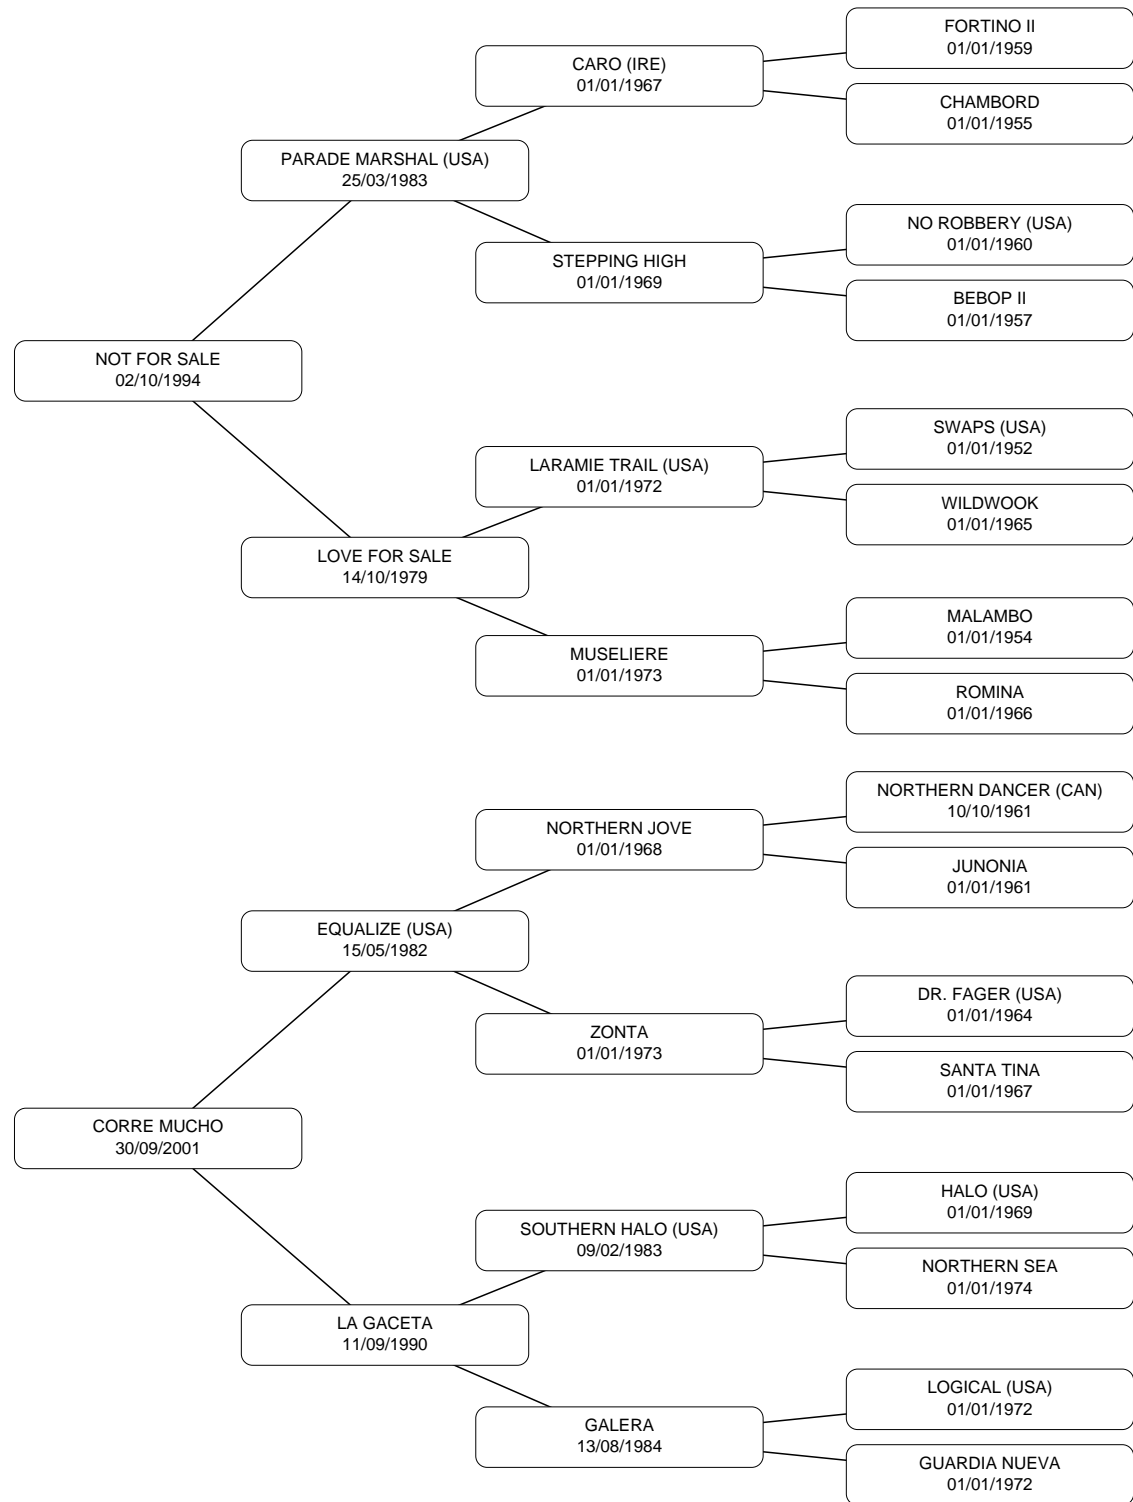 FORTINO II
01/01/1959
CARO (IRE)
01/01/1967
CHAMBORD
01/01/1955
PARADE MARSHAL (USA)
25/03/1983
NO ROBBERY (USA)
01/01/1960
STEPPING HIGH
01/01/1969
BEBOP II
01/01/1957
NOT FOR SALE
02/10/1994
SWAPS (USA)
01/01/1952
LARAMIE TRAIL (USA)
01/01/1972
WILDWOOK
01/01/1965
LOVE FOR SALE
14/10/1979
MALAMBO
01/01/1954
MUSELIERE
01/01/1973
ROMINA
01/01/1966
NORTHERN DANCER (CAN)
10/10/1961
NORTHERN JOVE
01/01/1968
JUNONIA
01/01/1961
EQUALIZE (USA)
15/05/1982
DR. FAGER (USA)
01/01/1964
ZONTA
01/01/1973
SANTA TINA
01/01/1967
CORRE MUCHO
30/09/2001
HALO (USA)
01/01/1969
SOUTHERN HALO (USA)
09/02/1983
NORTHERN SEA
01/01/1974
LA GACETA
11/09/1990
LOGICAL (USA)
01/01/1972
GALERA
13/08/1984
GUARDIA NUEVA
01/01/1972